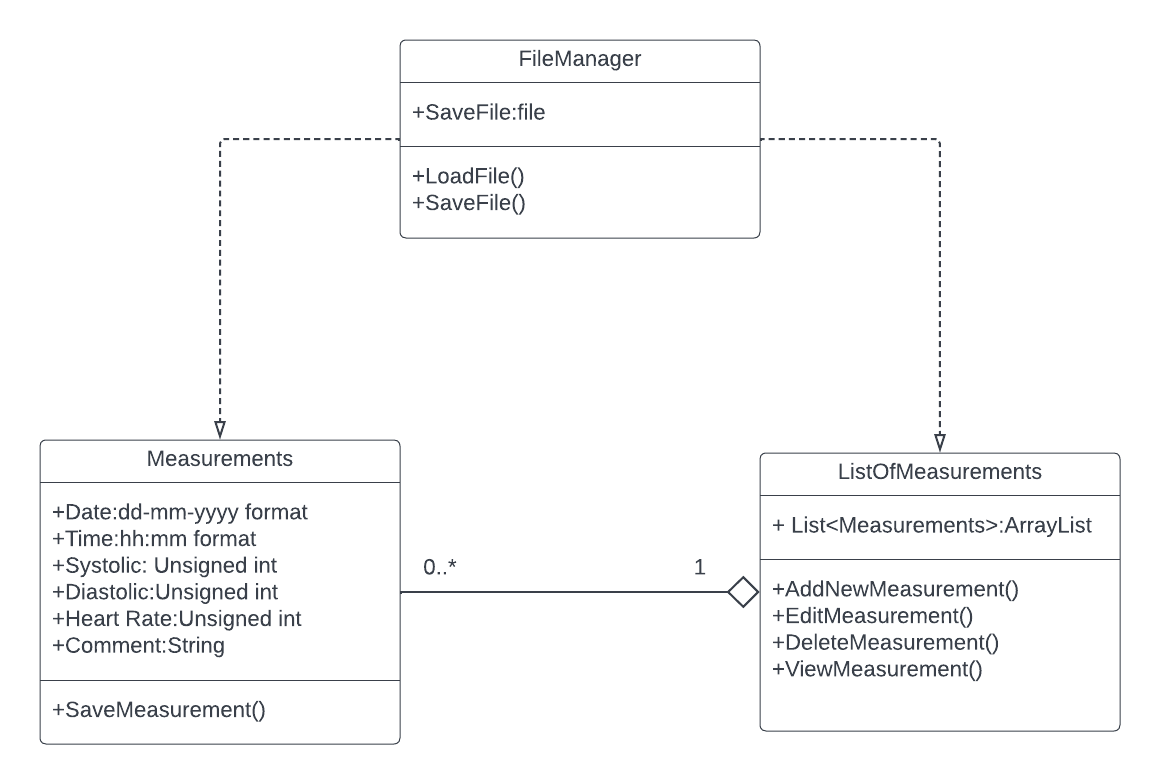 FileManager
+SaveFile:file
+LoadFile()
+SaveFile()
Measurements
+Date:dd-mm-yyyy format
+Time:hh:mm format
+Systolic: Unsigned int
+Diastolic:Unsigned int
+Heart Rate:Unsigned int
+Comment:String
+SaveMeasurement()
0..*
1
ListOfMeasurements
+ List<Measurements>:ArrayList
+AddNewMeasurement()
+EditMeasurement()
+DeleteMeasurement()
+ViewMeasurement()